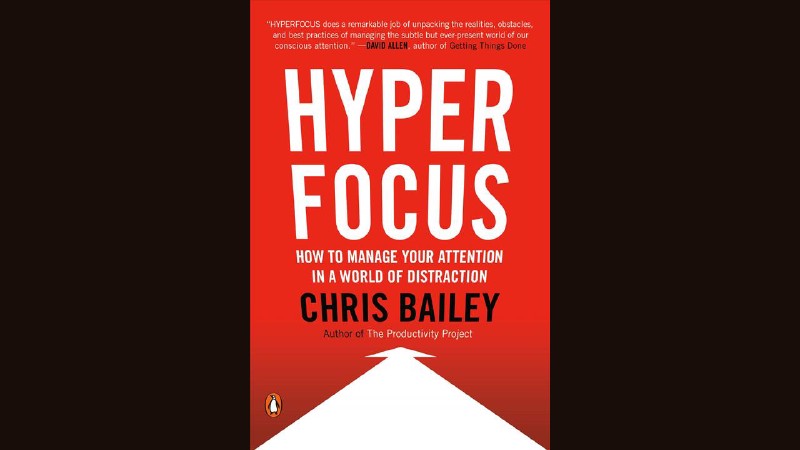 "HYPERFOCUS does a remarkable job of unpacking the realities, obstacles,
and best practices of managing the subtle but ever-present world of our
conscious attention." —DAVID ALLEN, author of Getting Things Done
HYPER
FOCUS
HOW TO MANAGE YOUR ATTENTION
IN A WORLD OF DISTRACTION
CHRIS BAILEY
Author of The Productivity Project